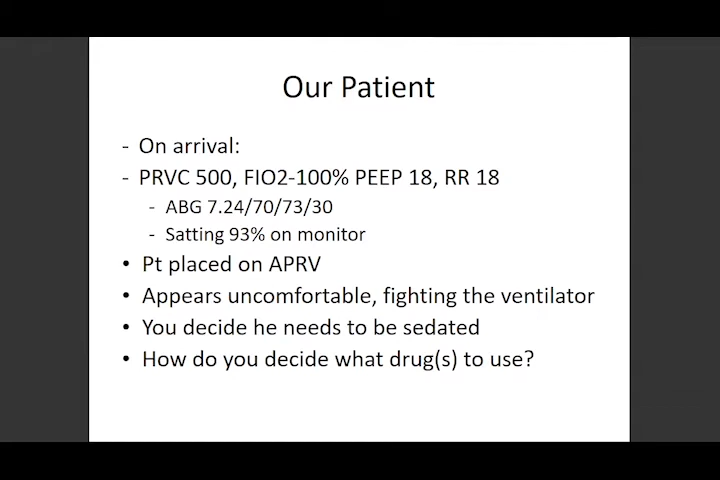 Our Patient
- On arrival:
- PRVC 500, FIO2-100% PEEP 18, RR 18
- ABG 7.24/70/73/30
- Satting 93% on monitor
• Pt placed on APRV
• Appears uncomfortable, fighting the ventilator
• You decide he needs to be sedated
• How do you decide what drug(s) to use?